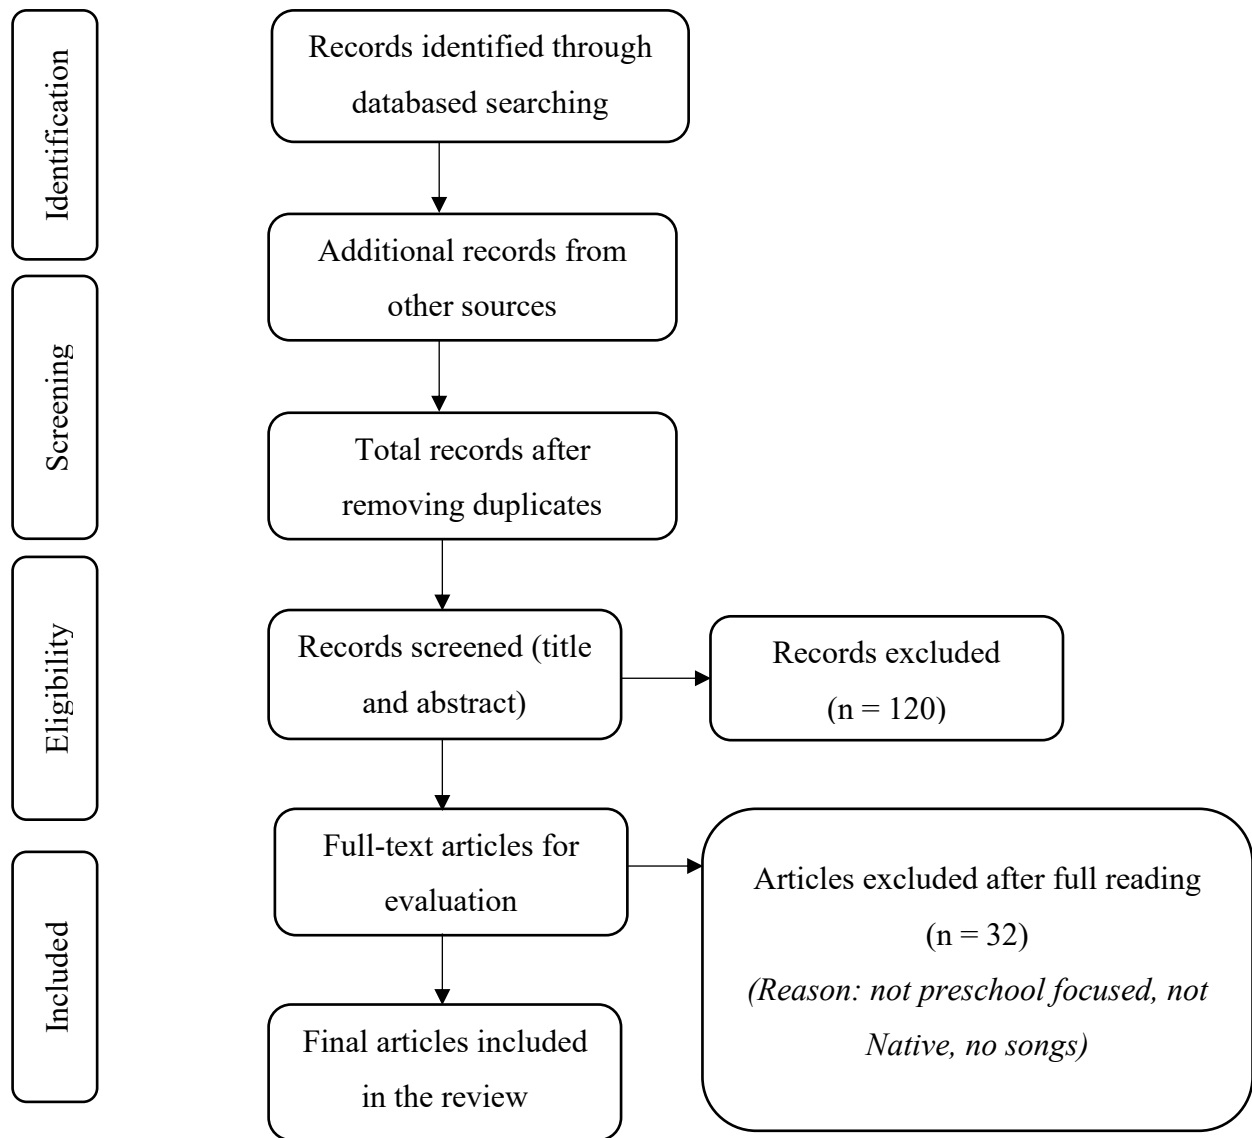 Identification
Records identified through
databased searching
Additional records from
other sources
Screening
Total records after
removing duplicates
Eligibility
Records screened (title
and abstract)
Records excluded
(n = 120)
Full-text articles for
evaluation
Articles excluded after full reading
(n = 32)
(Reason: not preschool focused, not
Native, no songs)
Included
Final articles included
in the review